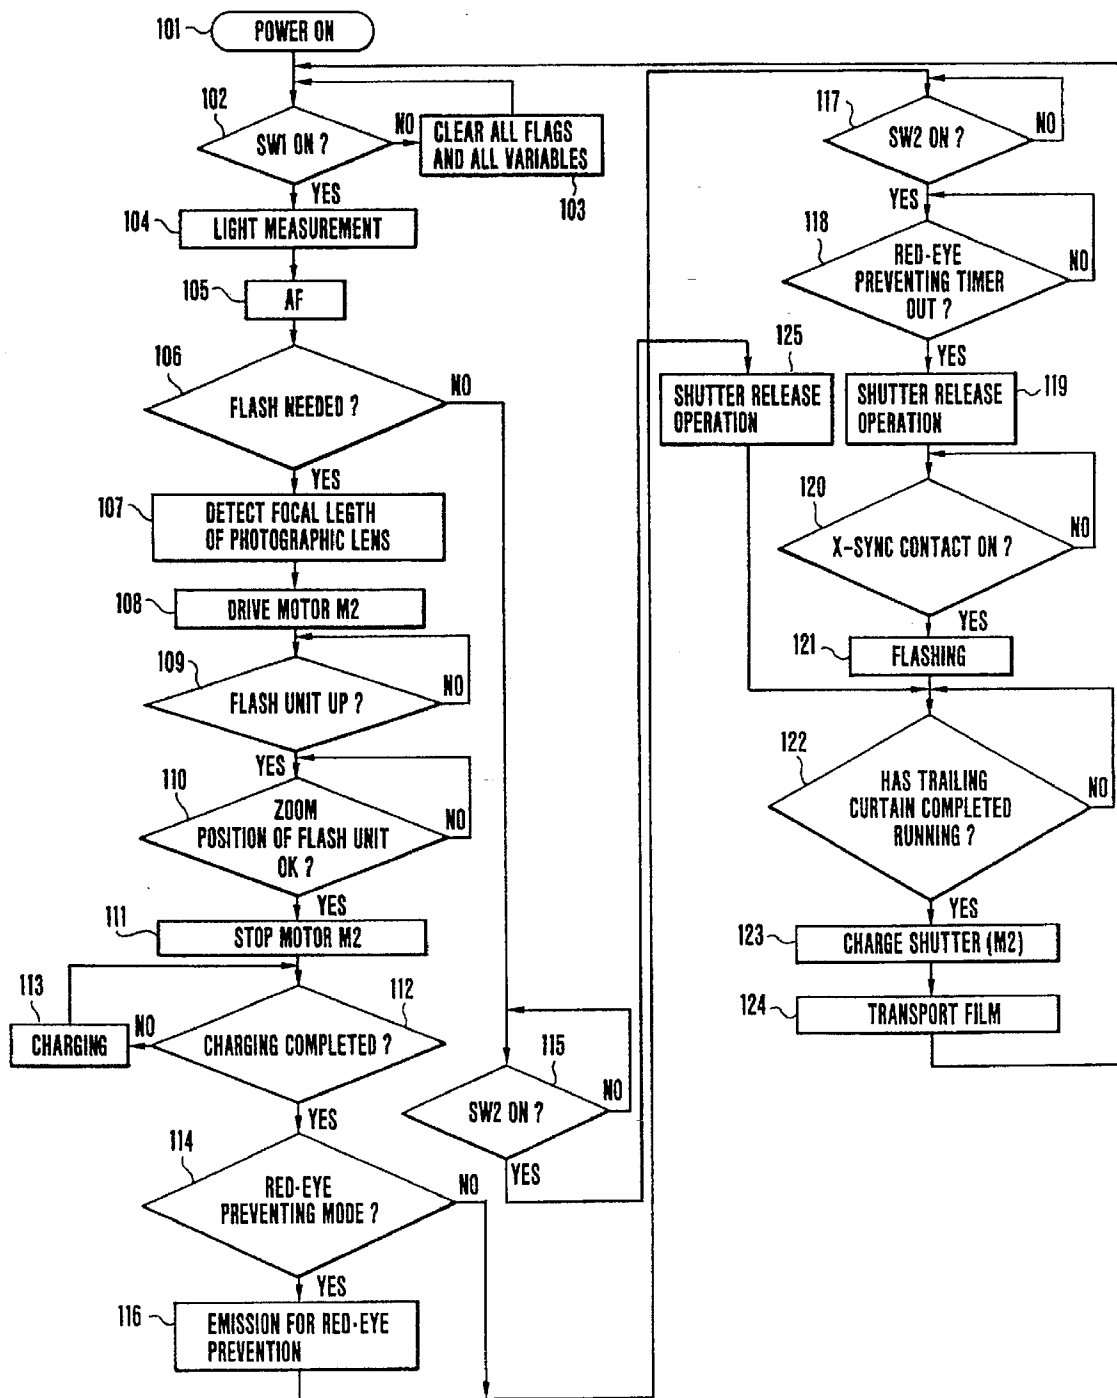 101
POWER ON
102
SW1 ON ?
NO
CLEAR ALL FLAGS
AND ALL VARIABLES
103
YES
104
LIGHT MEASUREMENT
105
AF
106
FLASH NEEDED ?
NO
YES
107
DETECT FOCAL LEGTH
OF PHOTOGRAPHIC LENS
108
DRIVE MOTOR M2
109
FLASH UNIT UP ?
NO
YES
110
ZOOM
POSITION OF FLASH UNIT
OK ?
NO
YES
111
STOP MOTOR M2
113
CHARGING
NO
112
CHARGING COMPLETED ?
YES
114
RED-EYE
PREVENTING MODE ?
NO
YES
116
EMISSION FOR RED-EYE
PREVENTION
115
SW2 ON ?
NO
YES
117
SW2 ON ?
NO
YES
118
RED-EYE
PREVENTING TIMER
OUT ?
NO
YES
125
SHUTTER RELEASE
OPERATION
SHUTTER RELEASE
OPERATION
119
120
X-SYNC CONTACT ON ?
NO
YES
121
FLASHING
122
HAS TRAILING
CURTAIN COMPLETED
RUNNING ?
NO
YES
123
CHARGE SHUTTER (M2)
124
TRANSPORT FILM